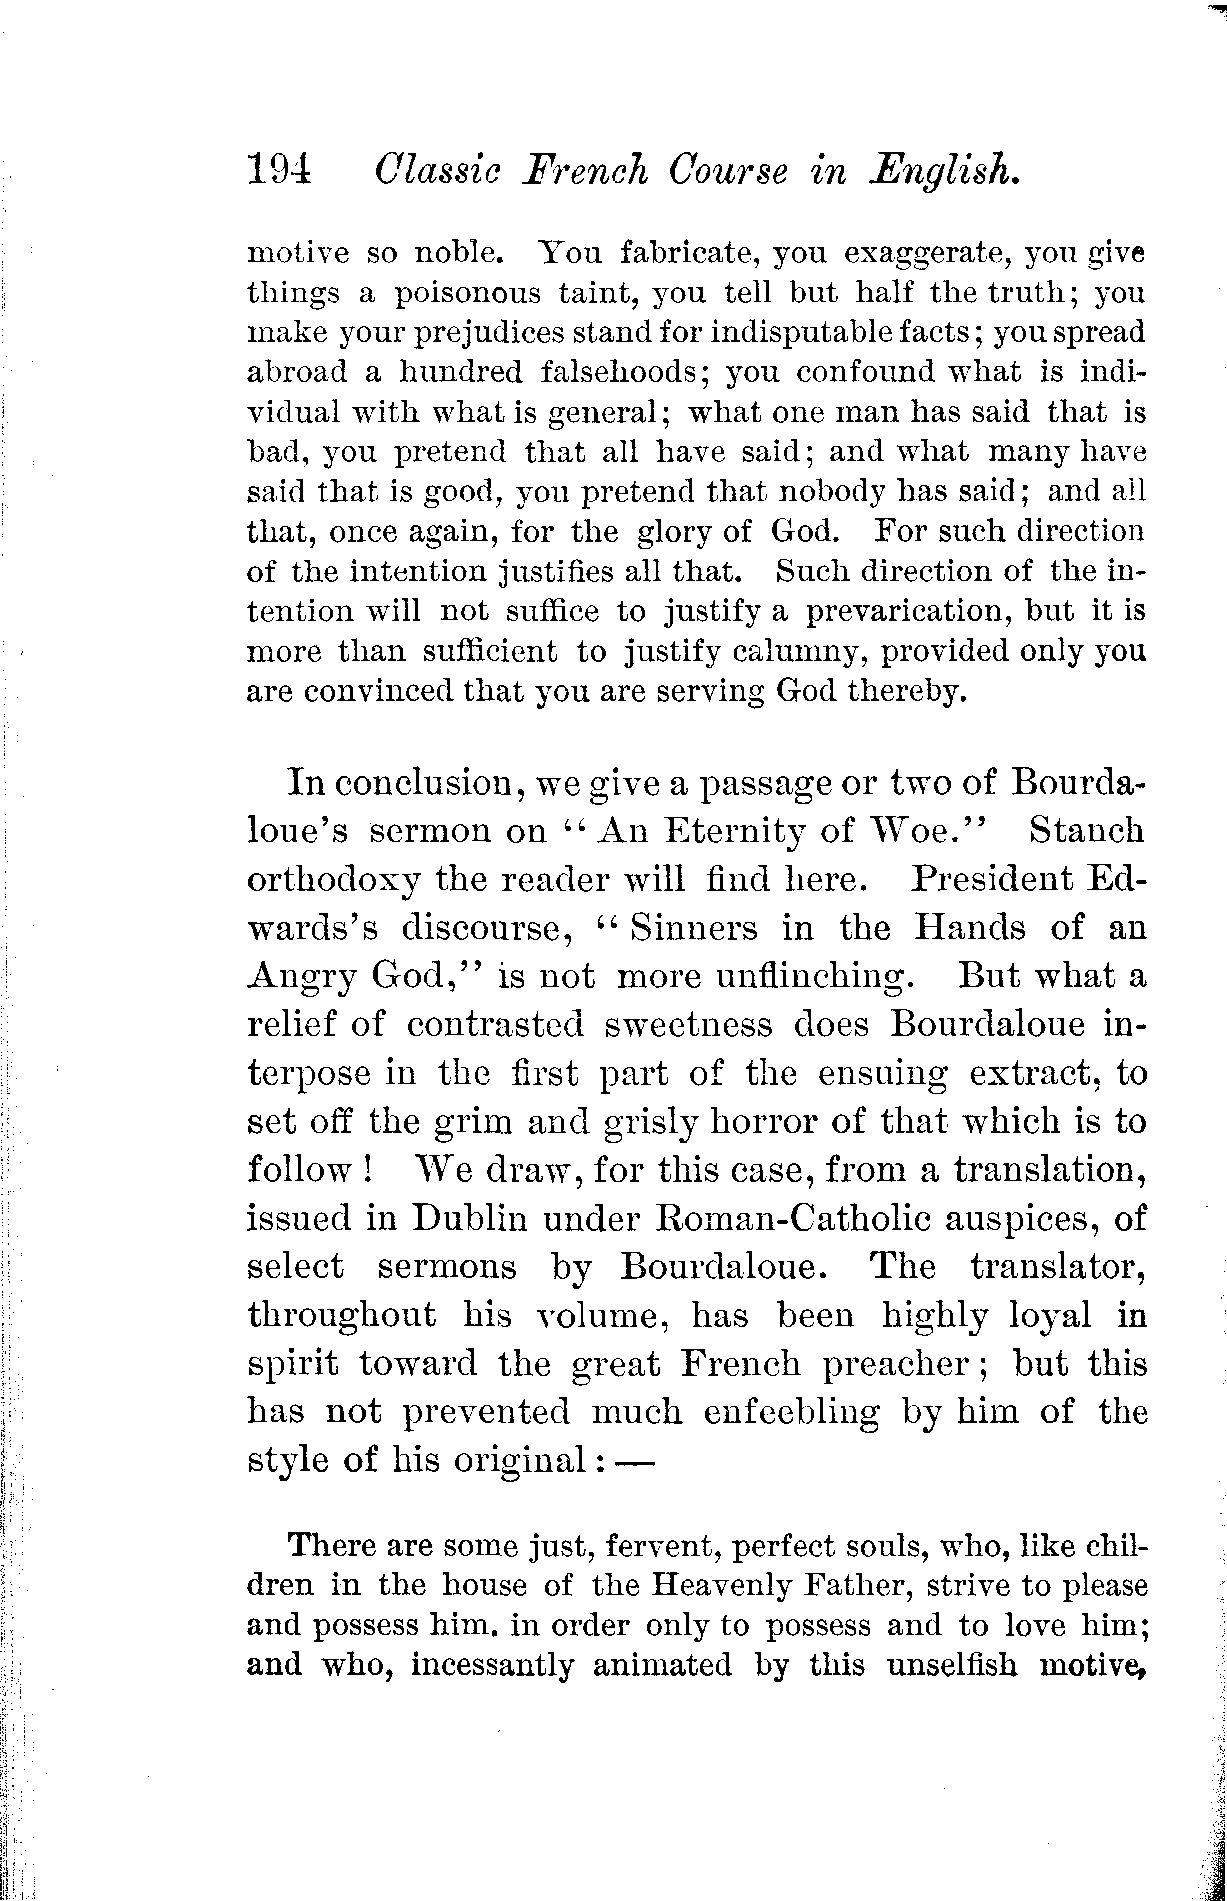 194 Classic French Course in English.
motive so noble. You fabricate, you exaggerate, you give
things a poisonous taint, you tell but half the truth; you
make your prejudices stand for indisputable facts; you spread
abroad a hundred falsehoods; you confound what is indi-
vidual with what is general; what one man has said that is
bad, you pretend that all have said; and what many have
said that is good, you pretend that nobody has said; and all
that, once again, for the glory of God. For such direction
of the intention justifies all that. Such direction of the in-
tention will not suffice to justify a prevarication, but it is
more than sufficient to justify calumny, provided only you
are convinced that you are serving God thereby.
In conclusion, we give a passage or two of Bourda-
loue's sermon on “An Eternity of Woe.” Stanch
orthodoxy the reader will find here. President Ed-
wards's discourse, “Sinners in the Hands of an
Angry God,” is not more unflinching. But what a
relief of contrasted sweetness does Bourdaloue in-
terpose in the first part of the ensuing extract, to
set off the grim and grisly horror of that which is to
follow! We draw, for this case, from a translation,
issued in Dublin under Roman-Catholic auspices, of
select sermons by Bourdaloue. The translator,
throughout his volume, has been highly loyal in
spirit toward the great French preacher; but this
has not prevented much enfeebling by him of the
style of his original: —
There are some just, fervent, perfect souls, who, like chil-
dren in the house of the Heavenly Father, strive to please
and possess him. in order only to possess and to love him;
and who, incessantly animated by this unselfish motive,